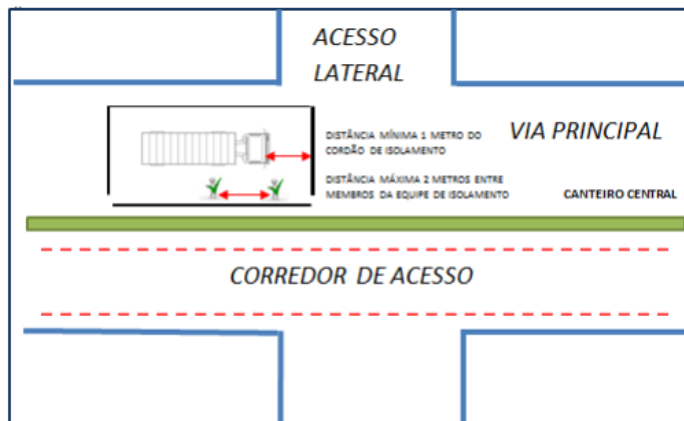 ACESSO
LATERAL
DISTÂNCIA MÍNIMA 1 METRO DO
CORDÃO DE ISOLAMENTO
VIA PRINCIPAL
DISTÂNCIA MÁXIMA 2 METROS ENTRE
MEMBROS DA EQUIPE DE ISOLAMENTO
CANTEIRO CENTRAL
CORREDOR DE ACESSO